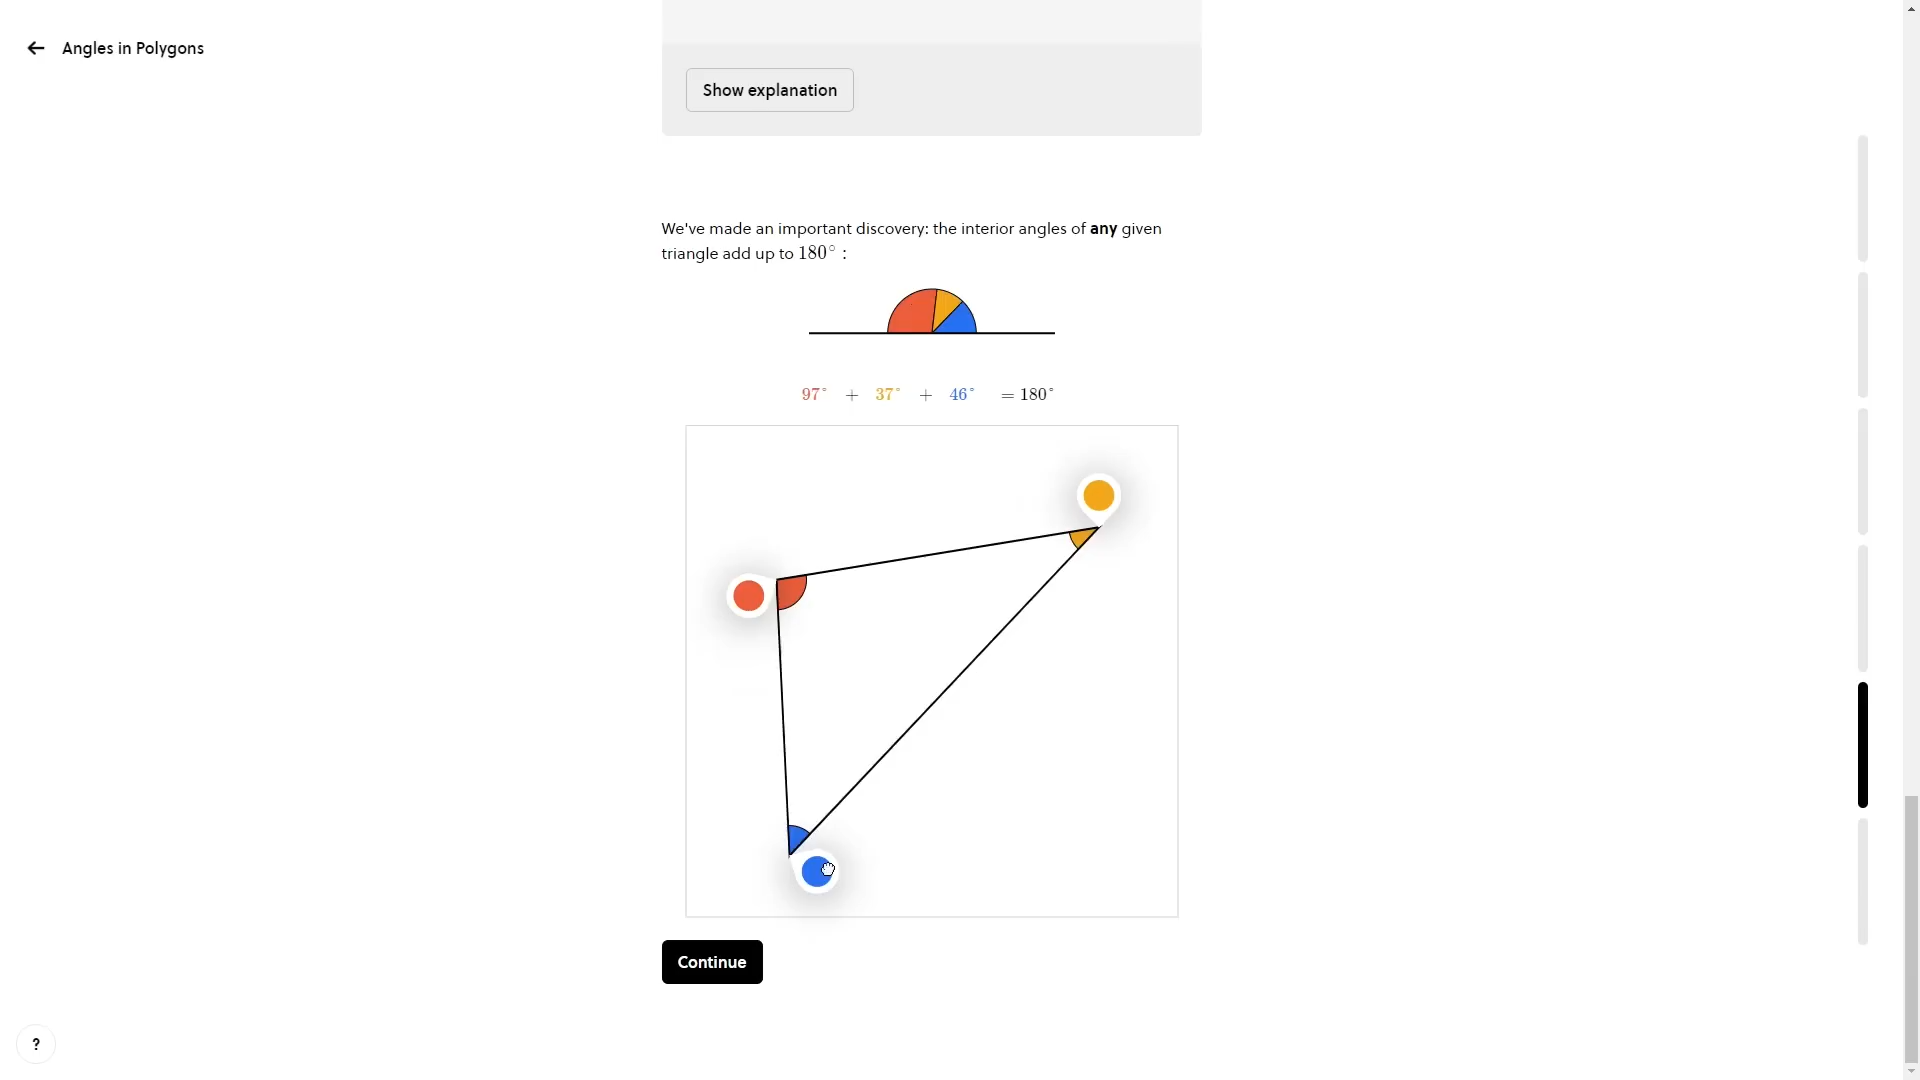 Angles in Polygons
Show explanation
We've made an important discovery: the interior angles of any given
triangle add up to 180° :
97° + 37° + 46° = 180°
Continue
?